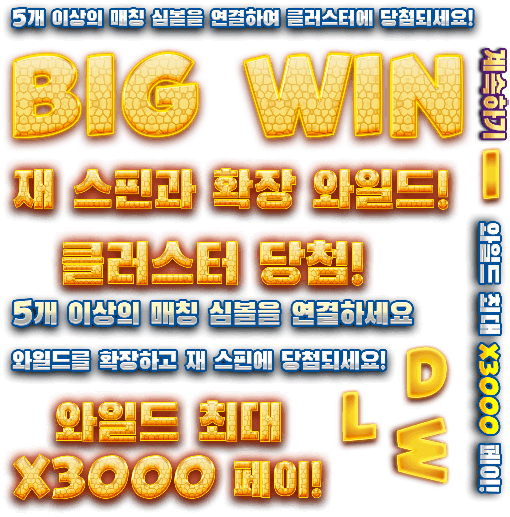 5개 이상의 매칭 심볼을 연결하여 클러스터에 당첨되세요!
BIG WIN
계속하기
재 스핀과 확장 와일드!
I
클러스터 당첨!
5개 이상의 매칭 심볼을 연결하세요
와일드를 확장하고 재 스핀에 당첨되세요!
와일드 최대 X3000 페이!
D
L
W
와일드 최대
X3000 페이!